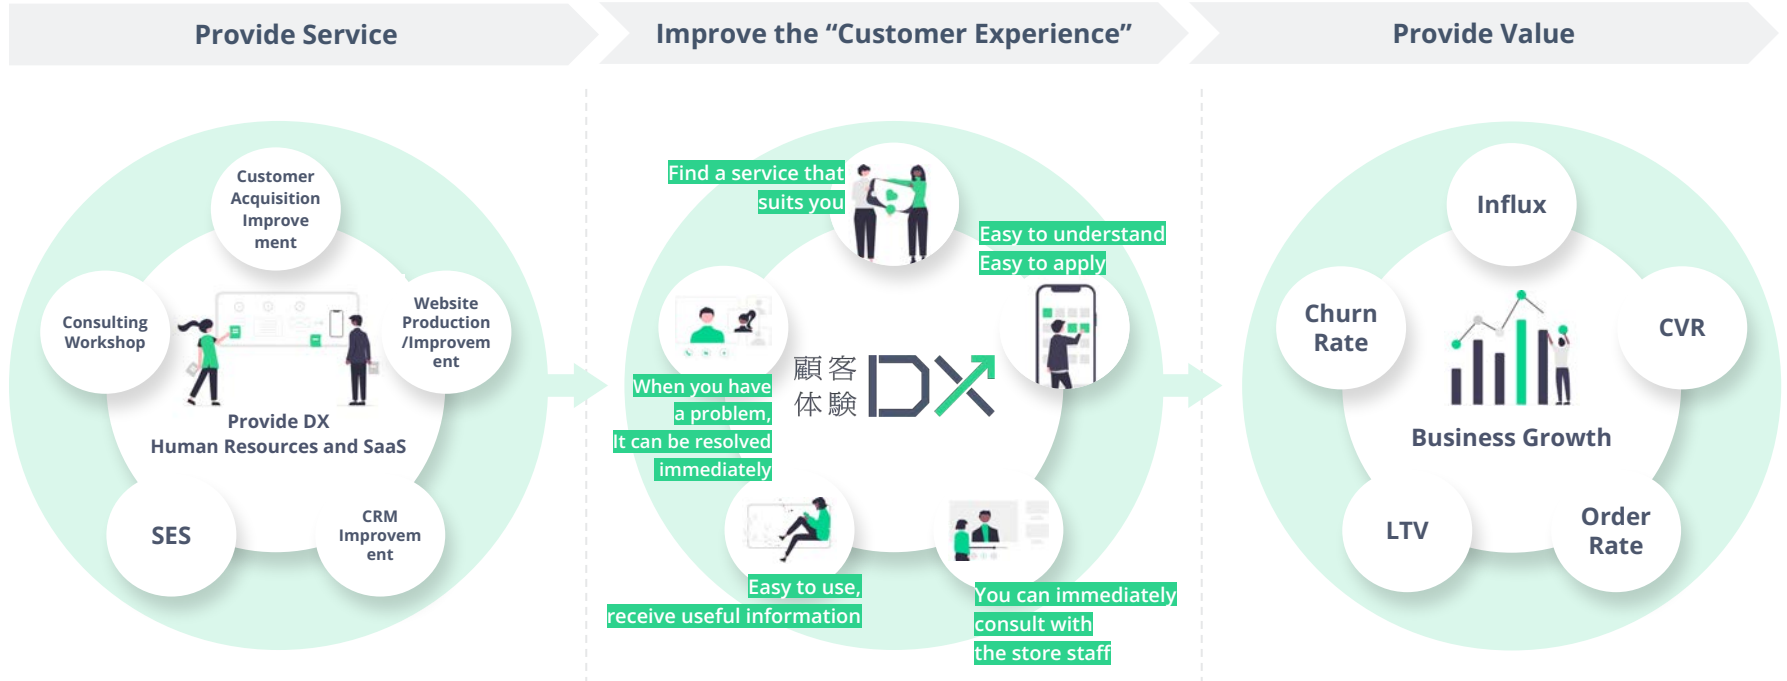 Provide Service
Improve the “Customer Experience”
Provide Value
Customer
Acquisition
Improve
ment
Consulting
Workshop
Website
Production
/Improvem
ent
Provide DX
Human Resources and SaaS
SES
CRM
Improvem
ent
Find a service that
suits you
Easy to understand
Easy to apply
When you have
a problem,
It can be resolved
immediately
顧客
体験
DX
Easy to use,
receive useful information
You can immediately
consult with
the store staff
Influx
Churn
Rate
CVR
Business Growth
LTV
Order
Rate